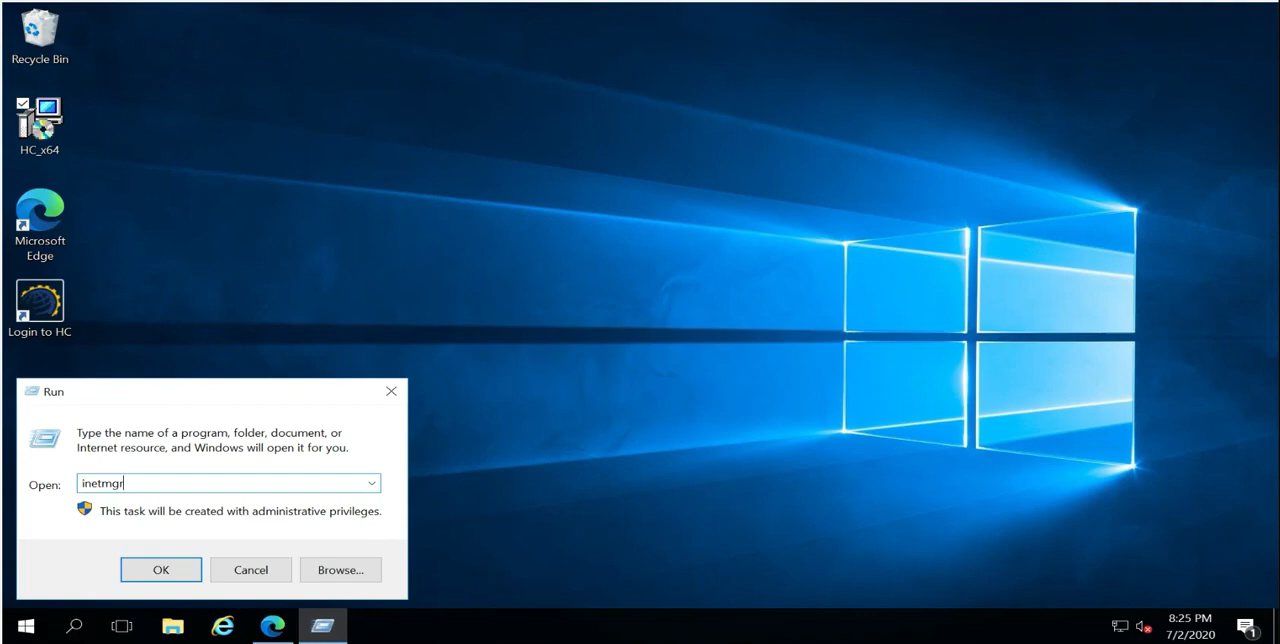 Recycle Bin
HC_x64
Microsoft
Edge
Login to HC
Run
Type the name of a program, folder, document, or
Internet resource, and Windows will open it for you.
Open:
inetmgr
This task will be created with administrative privileges.
OK
Cancel
Browse...
8:25 PM
7/2/2020
1